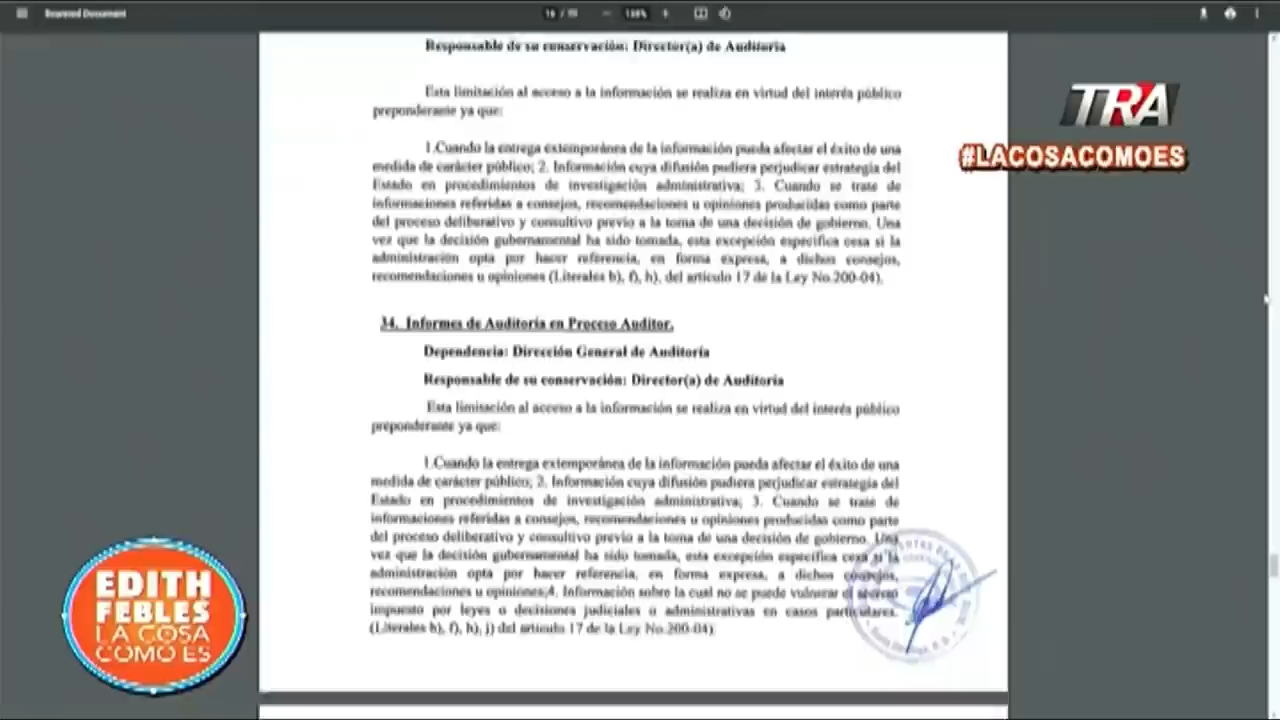 Scanned Document
16 / 
Responsable de su conservación: Director(a) de Auditoria
Esta limitación al acceso a la información se realiza en virtud del interés público
preponderante ya que:
1.Cuando la entrega extemporánea de la información pueda afectar el éxito de una
medida de carácter público; 2. Información cuya difusión pudiera perjudicar estrategia del
Estado en procedimientos de investigación administrativa; 3. Cuando se trate de
informaciones referidas a consejos, recomendaciones u opiniones producidas como parte
del proceso deliberativo y consultivo previo a la toma de una decisión de gobierno. Una
vez que la decisión gubernamental ha sido tomada, esta excepción específica cesa si la
administración opta por hacer referencia, en forma expresa, a dichos consejos,
recomendaciones u opiniones (Literales b), f), h), del articulo 17 de la Ley No.200-04).
34. Informes de Auditoría en Proceso Auditor.
Dependencia: Dirección General de Auditoría
Responsable de su conservación: Director(a) de Auditoría
Esta limitación al acceso a la información se realiza en virtud del interés público
preponderante ya que:
1.Cuando la entrega extemporánea de la información pueda afectar el éxito de una
medida de carácter público; 2. Información cuya difusión pudiera perjudicar estrategia del
Estado en procedimientos de investigación administrativa; 3. Cuando se trate de
informaciones referidas a consejos, recomendaciones u opiniones producidas como parte
del proceso deliberativo y consultivo previo a la toma de una decisión de gobierno. Una
vez que la decisión gubernamental ha sido tomada, esta excepción específica cesa si la
administración opta por hacer referencia, en forma expresa, a dichos consejos,
recomendaciones u opiniones;4. Información sobre la cual no se puede vulnerar el secreto
impuesto por leyes o decisiones judiciales o administrativas en casos particulares.
(Literales b), f), h), j) del articulo 17 de la Ley No.200-04).
TRA
#LACOSACOMOES
EDITH
FEBLES
LA COSA
COMO ES